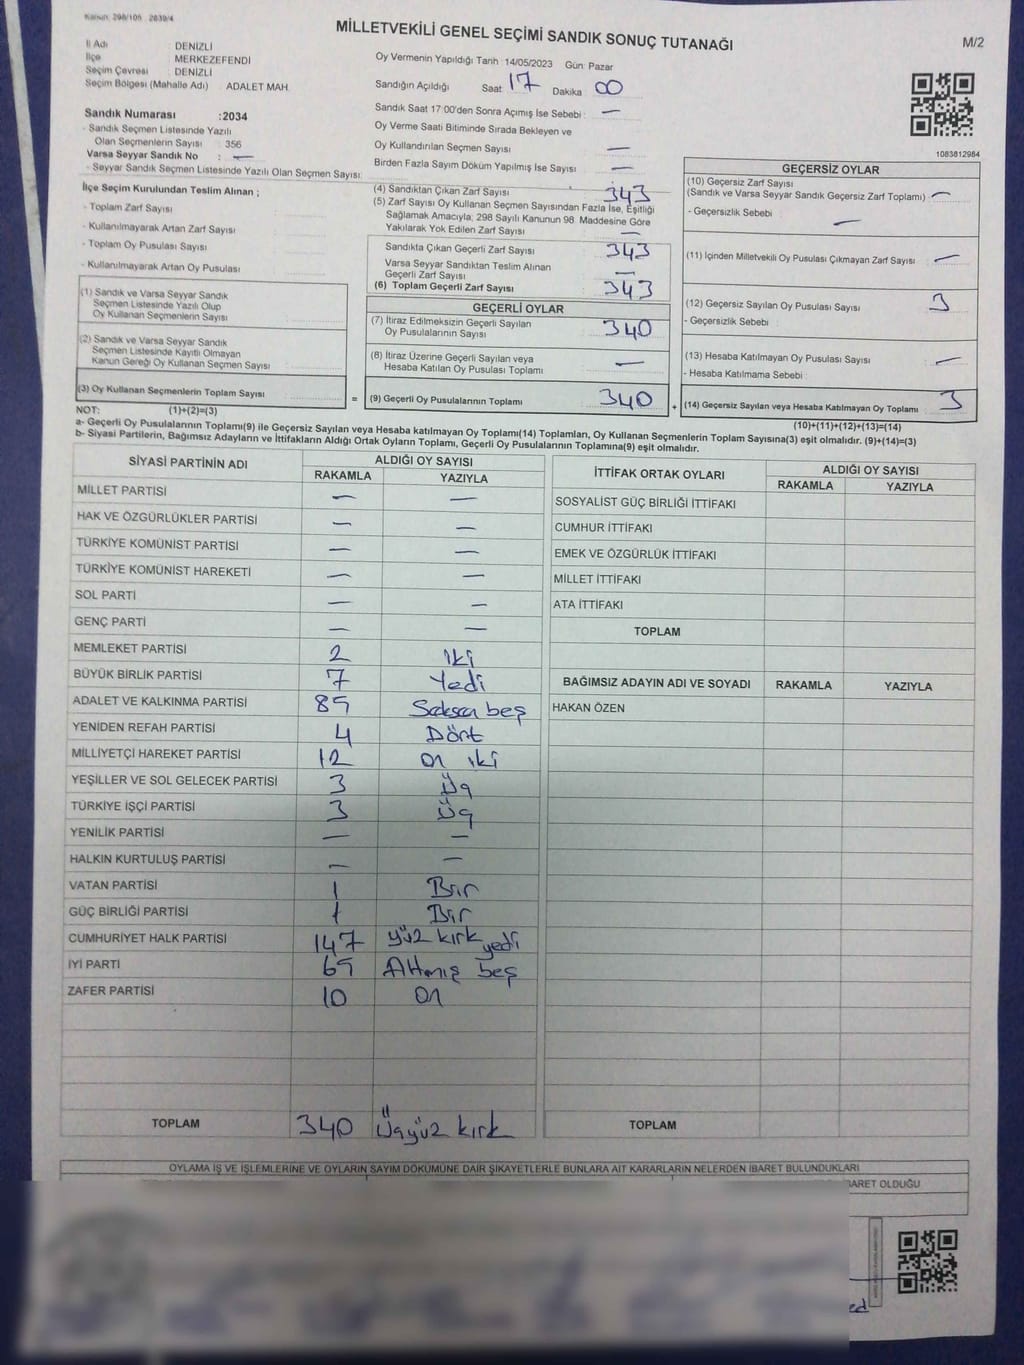 Kanun: 298/105 2839/4
MİLLETVEKİLİ GENEL SEÇİMİ SANDIK SONUÇ TUTANAĞI
M/2
İl Adı : DENİZLİ
İlçe : MERKEZEFENDİ
Seçim Çevresi : DENİZLİ
Seçim Bölgesi (Mahalle Adı) ADALET MAH.
Oy Vermenin Yapıldığı Tarih :14/05/2023 Gün: Pazar
Sandığın Açıldığı Saat 17 Dakika 00
Sandık Saat 17:00'den Sonra Açımış İse Sebebi : —
Oy Verme Saati Bitiminde Sırada Bekleyen ve
Oy Kullandırılan Seçmen Sayısı —
Birden Fazla Sayım Döküm Yapılmış İse Sayısı —
Sandık Numarası :2034
- Sandık Seçmen Listesinde Yazılı
Olan Seçmenlerin Sayısı : 356
Varsa Seyyar Sandık No : —
- Seyyar Sandık Seçmen Listesinde Yazılı Olan Seçmen Sayısı:
1083812984
İlçe Seçim Kurulundan Teslim Alınan ;
- Toplam Zarf Sayısı
- Kullanılmayarak Artan Zarf Sayısı
- Toplam Oy Pusulası Sayısı
- Kullanılmayarak Artan Oy Pusulası
(1) Sandık ve Varsa Seyyar Sandık
Seçmen Listesinde Yazılı Olup
Oy Kullanan Seçmenlerin Sayısı
(2) Sandık ve Varsa Seyyar Sandık
Seçmen Listesinde Kayıtlı Olmayan
Kanun Gereği Oy Kullanan Seçmen Sayısı
(3) Oy Kullanan Seçmenlerin Toplam Sayısı
=
(4) Sandıktan Çıkan Zarf Sayısı 343
(5) Zarf Sayısı Oy Kullanan Seçmen Sayısından Fazla İse, Eşitliği
Sağlamak Amacıyla; 298 Sayılı Kanunun 98. Maddesine Göre
Yakılarak Yok Edilen Zarf Sayısı —
Sandıkta Çıkan Geçerli Zarf Sayısı 343
Varsa Seyyar Sandıktan Teslim Alınan
Geçerli Zarf Sayısı —
(6) Toplam Geçerli Zarf Sayısı 343
GEÇERLİ OYLAR
(7) İtiraz Edilmeksizin Geçerli Sayılan
Oy Pusulalarının Sayısı 340
(8) İtiraz Üzerine Geçerli Sayılan veya
Hesaba Katılan Oy Pusulası Toplamı —
(9) Geçerli Oy Pusulalarının Toplamı 340
+
GEÇERSİZ OYLAR
(10) Geçersiz Zarf Sayısı
(Sandık ve Varsa Seyyar Sandık Geçersiz Zarf Toplamı) —
- Geçersizlik Sebebi —
(11) İçinden Milletvekili Oy Pusulası Çıkmayan Zarf Sayısı —
(12) Geçersiz Sayılan Oy Pusulası Sayısı 3
- Geçersizlik Sebebi :
(13) Hesaba Katılmayan Oy Pusulası Sayısı —
- Hesaba Katılmama Sebebi :
(14) Geçersiz Sayılan veya Hesaba Katılmayan Oy Toplamı 3
NOT: (1)+(2)=(3)
(10)+(11)+(12)+(13)=(14)
a- Geçerli Oy Pusulalarının Toplamı(9) ile Geçersiz Sayılan veya Hesaba katılmayan Oy Toplamı(14) Toplamları, Oy Kullanan Seçmenlerin Toplam Sayısına(3) eşit olmalıdır. (9)+(14)=(3)
b- Siyasi Partilerin, Bağımsız Adayların ve İttifakların Aldığı Ortak Oyların Toplamı, Geçerli Oy Pusulalarının Toplamına(9) eşit olmalıdır.
SİYASİ PARTİNİN ADI ALDIĞI OY SAYISI
RAKAMLA YAZIYLA
MİLLET PARTİSİ — —
HAK VE ÖZGÜRLÜKLER PARTİSİ — —
TÜRKİYE KOMÜNİST PARTİSİ — —
TÜRKİYE KOMÜNİST HAREKETİ — —
SOL PARTİ — —
GENÇ PARTİ — —
MEMLEKET PARTİSİ 2 iki
BÜYÜK BİRLİK PARTİSİ 7 Yedi
ADALET VE KALKINMA PARTİSİ 85 Seksen beş
YENİDEN REFAH PARTİSİ 4 Dört
MİLLİYETÇİ HAREKET PARTİSİ 12 on iki
YEŞİLLER VE SOL GELECEK PARTİSİ 3 Üç
TÜRKİYE İŞÇİ PARTİSİ 3 Üç
YENİLİK PARTİSİ — —
HALKIN KURTULUŞ PARTİSİ — —
VATAN PARTİSİ 1 Bir
GÜÇ BİRLİĞİ PARTİSİ 1 Bir
CUMHURİYET HALK PARTİSİ 147 yüz kırk yedi
İYİ PARTİ 65 Altmış beş
ZAFER PARTİSİ 10 on
TOPLAM 340 Üçyüz kırk
İTTİFAK ORTAK OYLARI ALDIĞI OY SAYISI
RAKAMLA YAZIYLA
SOSYALİST GÜÇ BİRLİĞİ İTTİFAKI
CUMHUR İTTİFAKI
EMEK VE ÖZGÜRLÜK İTTİFAKI
MİLLET İTTİFAKI
ATA İTTİFAKI
TOPLAM
BAĞIMSIZ ADAYIN ADI VE SOYADI RAKAMLA YAZIYLA
HAKAN ÖZEN
TOPLAM
OYLAMA İŞ VE İŞLEMLERİNE VE OYLARIN SAYIM DÖKÜMÜNE DAİR ŞİKAYETLERLE BUNLARA AİT KARARLARIN NELERDEN İBARET BULUNDUKLARI
BARET OLDUĞU
ed